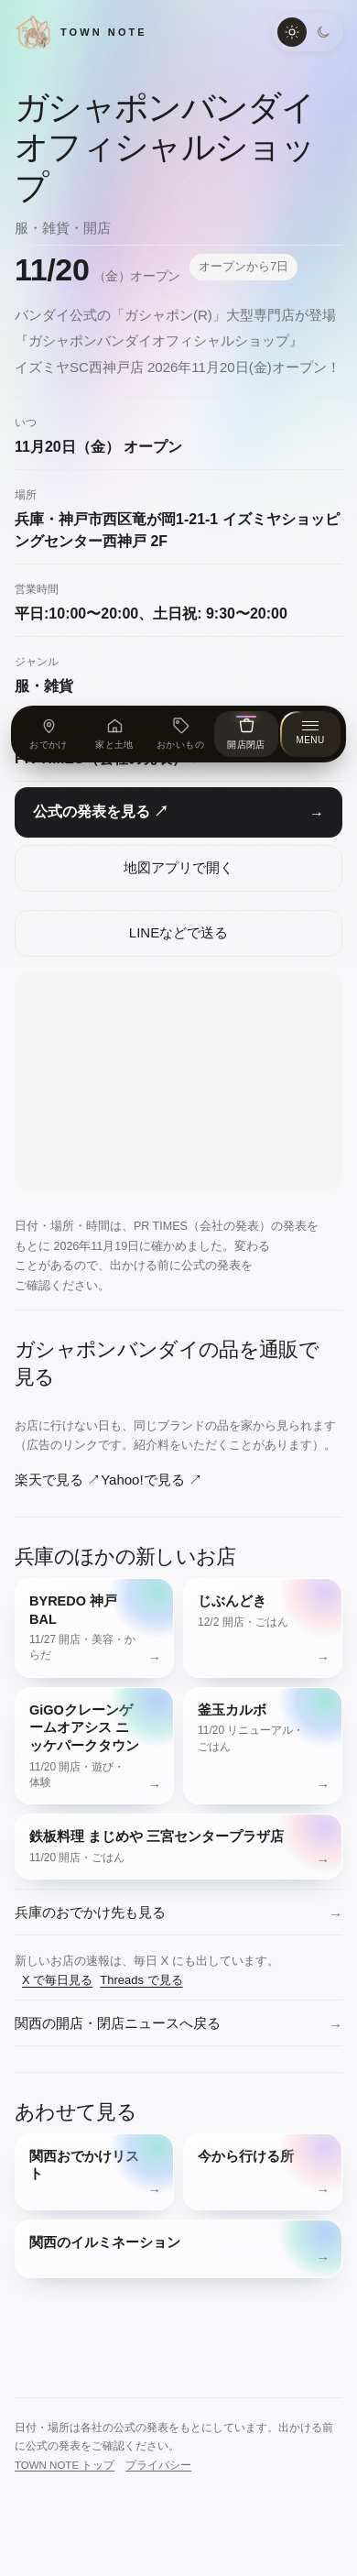 TOWN NOTE
ガシャポンバンダイ
オフィシャルショッ
プ
服・雑貨・開店
11/20 （金）オープン オープンから7日
バンダイ公式の「ガシャポン(R)」大型専門店が登場
『ガシャポンバンダイオフィシャルショップ』
イズミヤSC西神戸店 2026年11月20日(金)オープン！
いつ
11月20日（金） オープン
場所
兵庫・神戸市西区竜が岡1-21-1 イズミヤショッピ
ングセンター西神戸 2F
営業時間
平日:10:00〜20:00、土日祝: 9:30〜20:00
ジャンル
服・雑貨
おでかけ 家と土地 おかいもの 開店閉店 MENU
公式の発表を見る ↗ →
地図アプリで開く
LINEなどで送る
日付・場所・時間は、PR TIMES（会社の発表）の発表を
もとに 2026年11月19日に確かめました。変わる
ことがあるので、出かける前に公式の発表を
ご確認ください。
ガシャポンバンダイの品を通販で
見る
お店に行けない日も、同じブランドの品を家から見られます
（広告のリンクです。紹介料をいただくことがあります）。
楽天で見る ↗Yahoo!で見る ↗
兵庫のほかの新しいお店
BYREDO 神戸
BAL
11/27 開店・美容・か
らだ →
じぶんどき
12/2 開店・ごはん
→
GiGOクレーンゲ
ームオアシス ニ
ッケパークタウン
11/20 開店・遊び・
体験 →
釜玉カルボ
11/20 リニューアル・
ごはん
→
鉄板料理 まじめや 三宮センタープラザ店
11/20 開店・ごはん →
兵庫のおでかけ先も見る →
新しいお店の速報は、毎日 X にも出しています。
X で毎日見る Threads で見る
関西の開店・閉店ニュースへ戻る →
あわせて見る
関西おでかけリス
ト
→
今から行ける所
→
関西のイルミネーション
→
日付・場所は各社の公式の発表をもとにしています。出かける前
に公式の発表をご確認ください。
TOWN NOTE トップ プライバシー